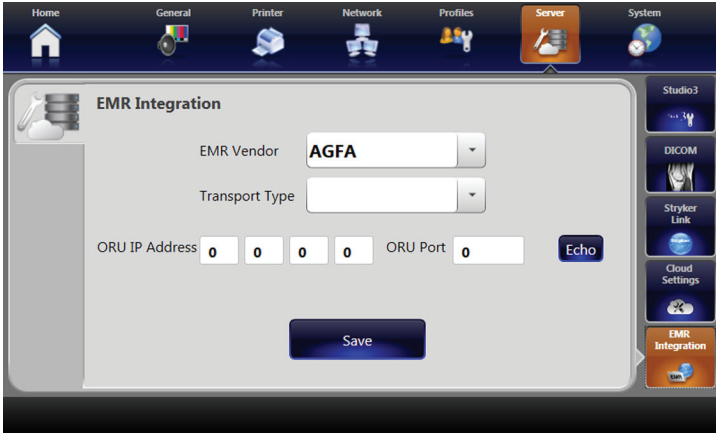 Home General Printer Network Profiles Server System
EMR Integration
EMR Vendor AGFA
Transport Type
ORU IP Address 0 0 0 0 ORU Port 0 Echo
Save
Studio3
DICOM
Stryker
Link
Cloud
Settings
EMR
Integration
EMR